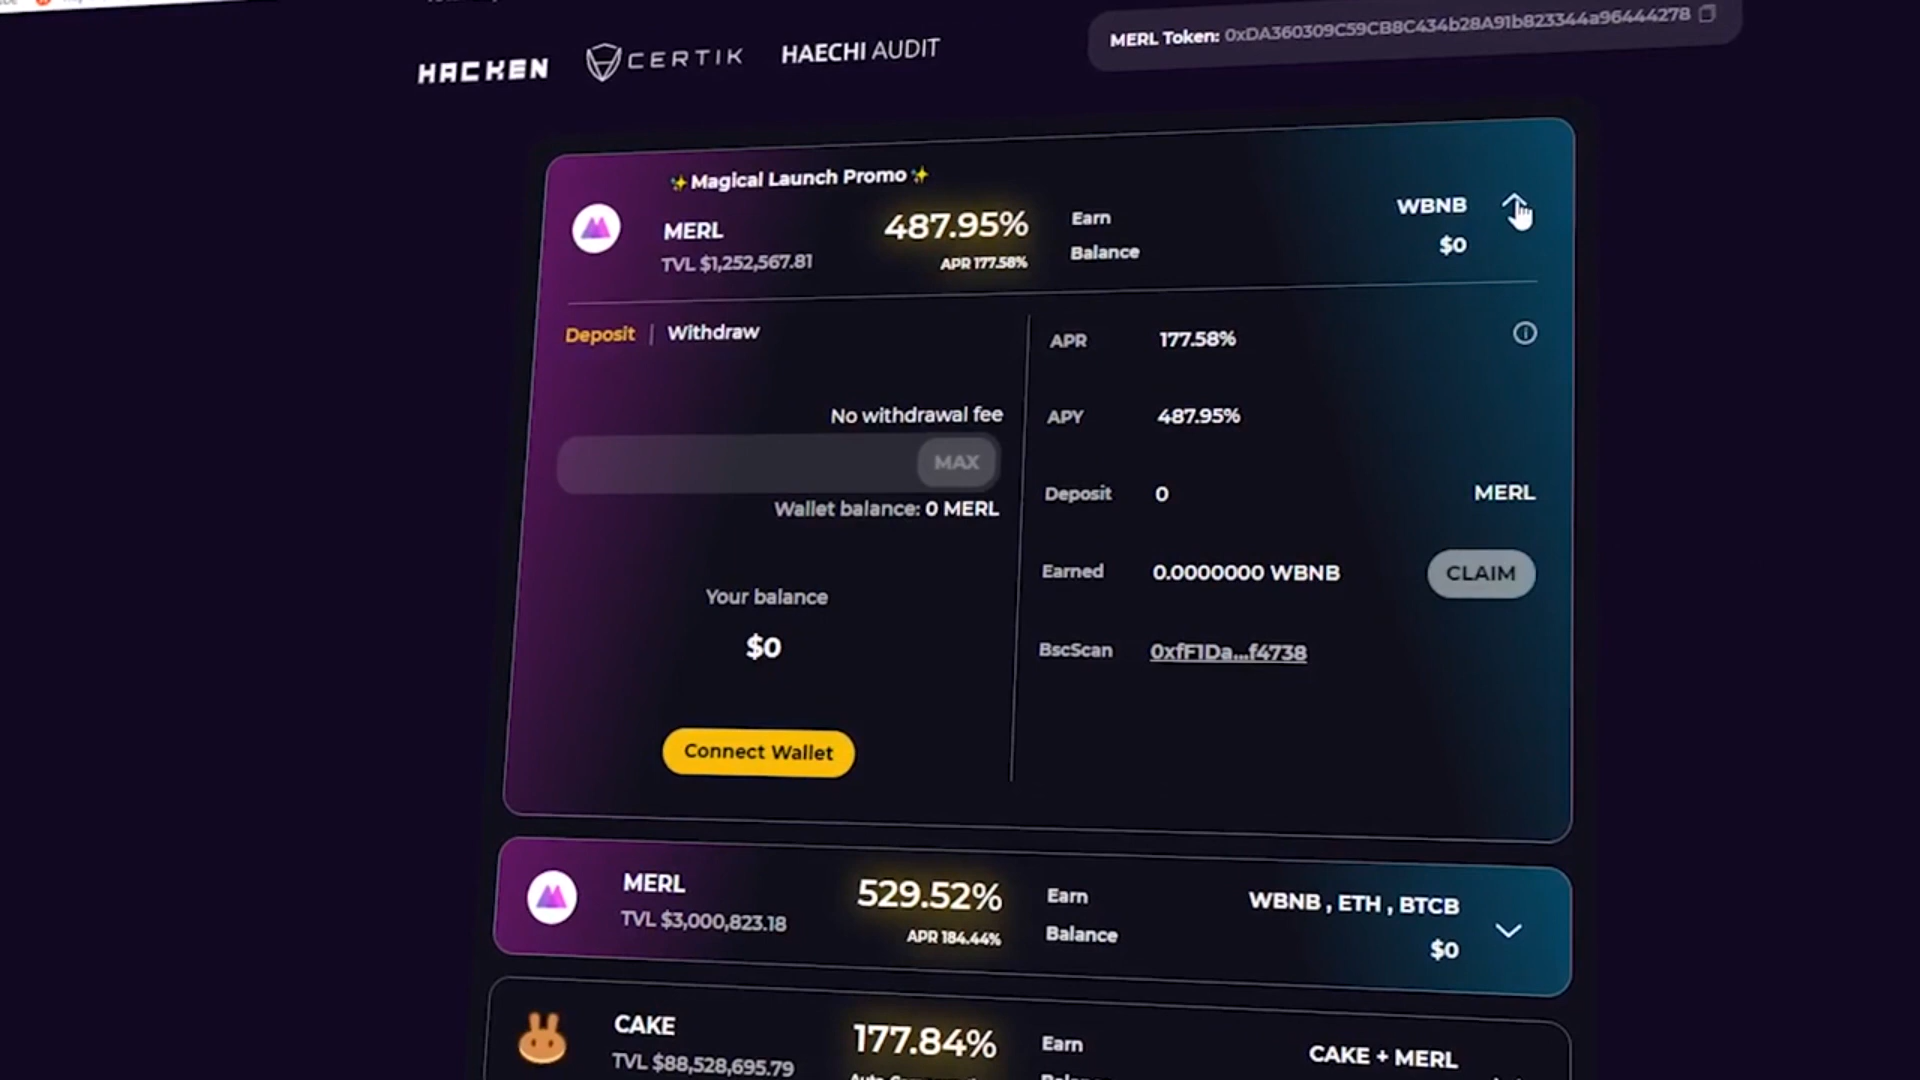 HACKEN
CERTIK
HAECHI AUDIT
MERL Token: 0xDA360309C59CB8C434b28A91b823344a96444278
✨Magical Launch Promo✨
MERL
487.95%
Earn
WBNB
TVL $1,252,567.81
APR 177.58%
Balance
$0
Deposit | Withdraw
No withdrawal fee
MAX
Wallet balance: 0 MERL
Your balance
$0
Connect Wallet
APR 177.58%
APY 487.95%
Deposit 0 MERL
Earned 0.0000000 WBNB CLAIM
BscScan 0xfF1Da...f4738
MERL
529.52%
Earn
WBNB , ETH , BTCB
TVL $3,000,823.18
APR 184.44%
Balance
$0
CAKE
177.84%
Earn
CAKE + MERL
TVL $88,528,695.79